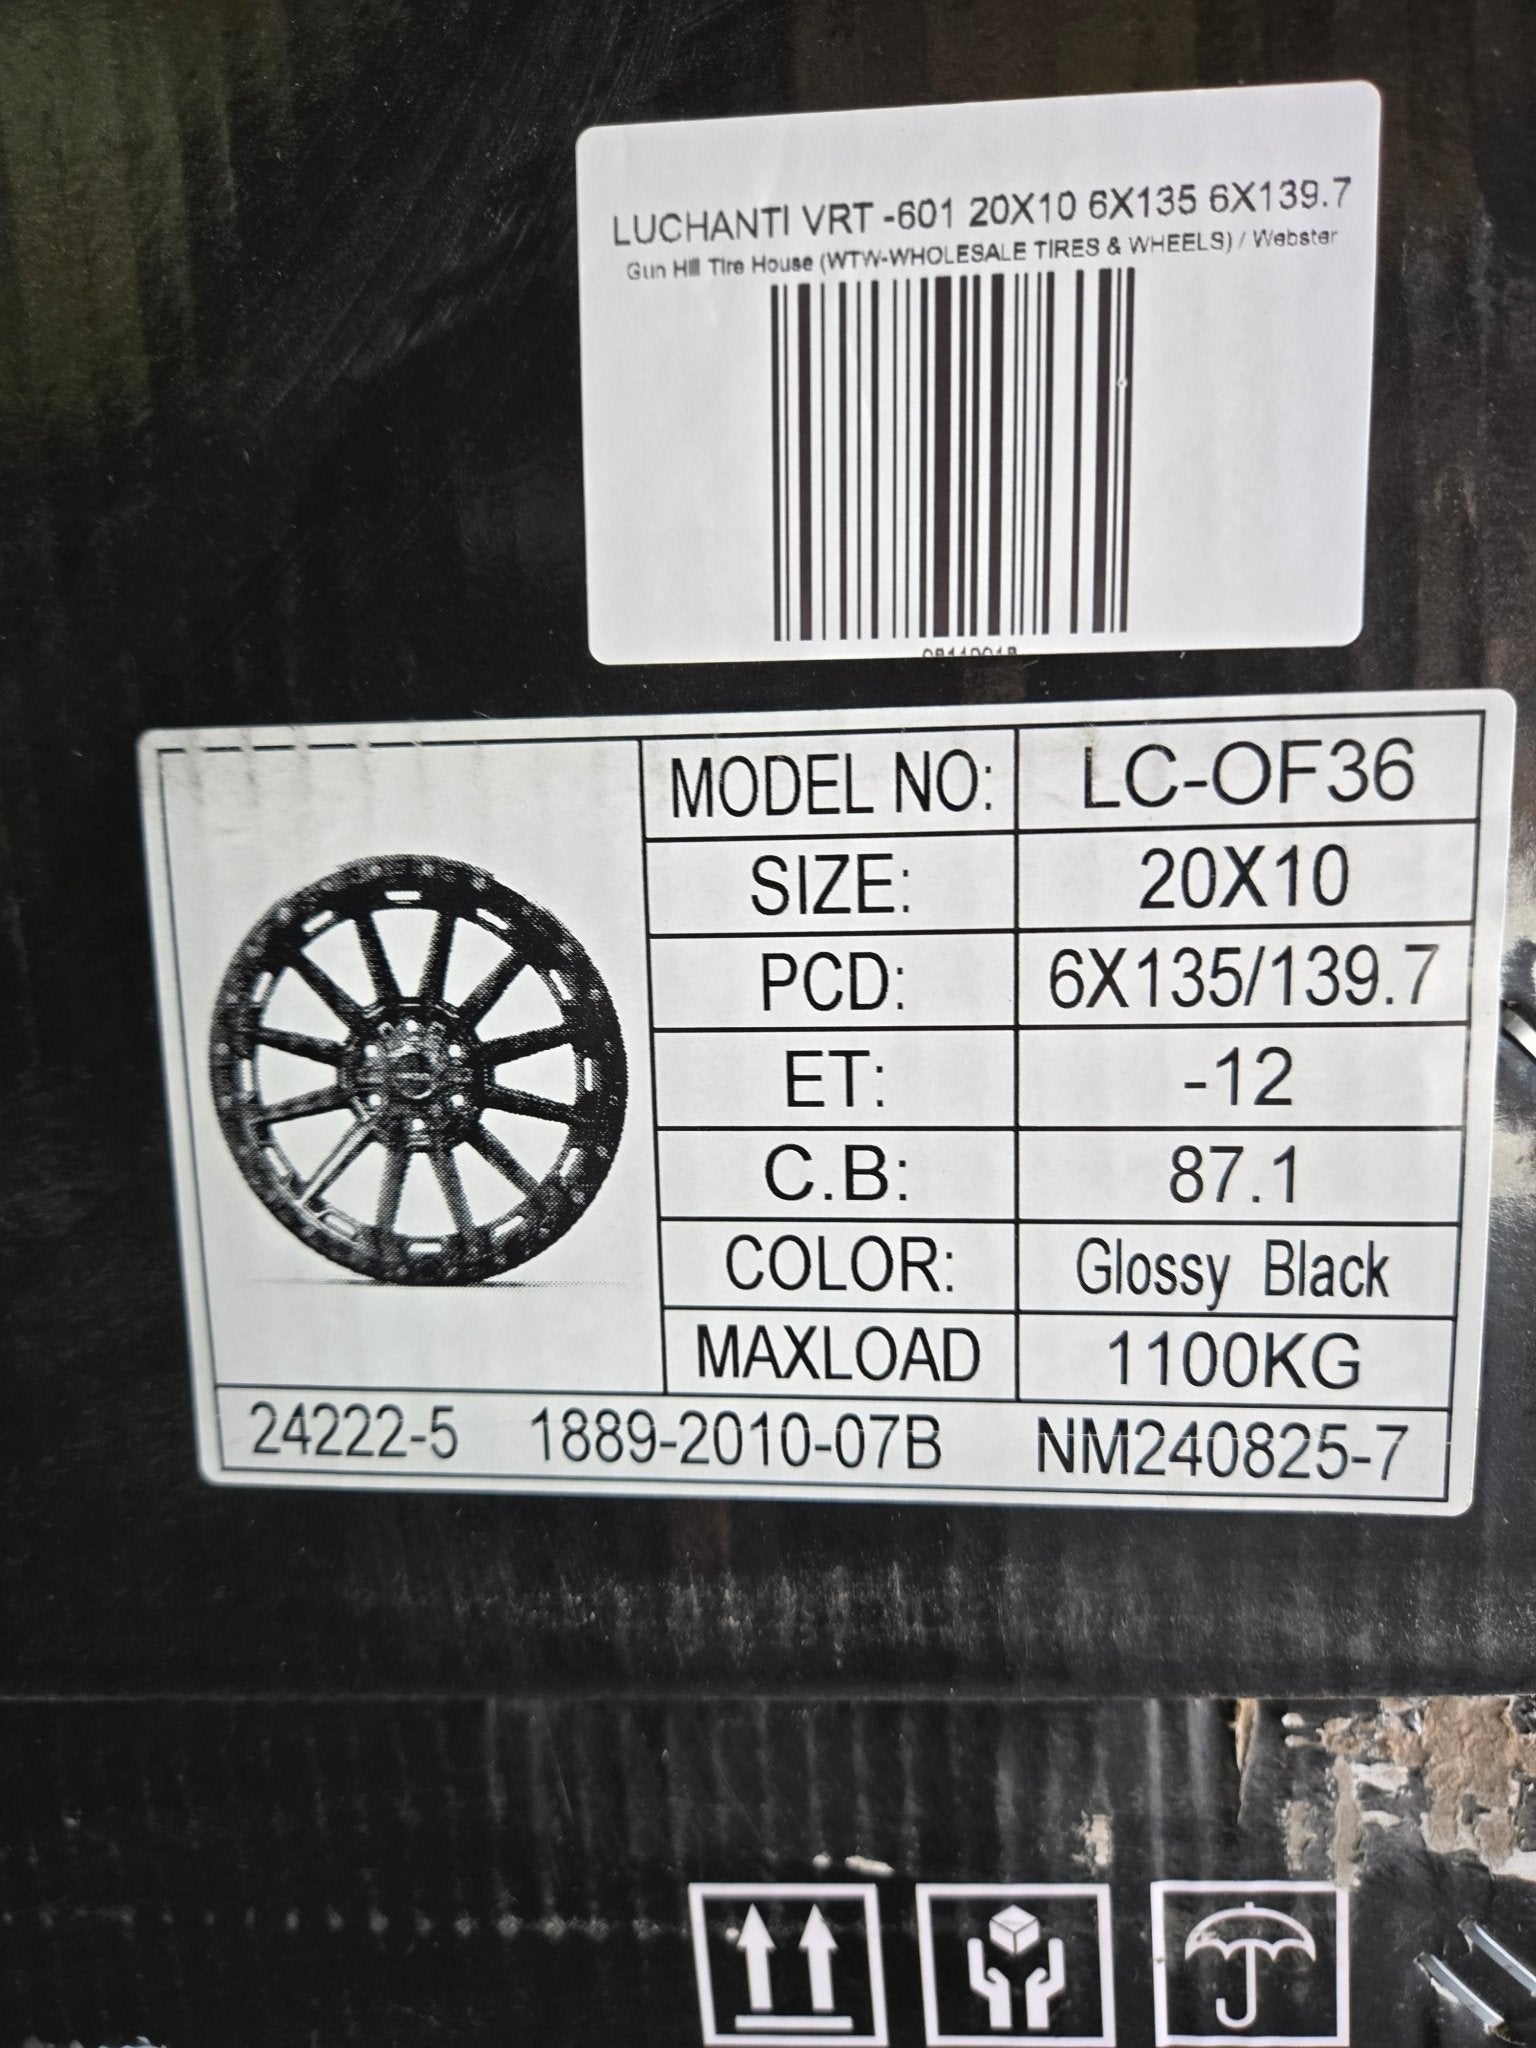 LUCHANTI VRT -601 20X10 6X135 6X139.7
Gun Hill Tire House (WTW-WHOLESALE TIRES & WHEELS) / Webster
MODEL NO: LC-OF36
SIZE: 20X10
PCD: 6X135/139.7
ET: -12
C.B: 87.1
COLOR: Glossy Black
MAXLOAD 1100KG
24222-5 1889-2010-07B NM240825-7